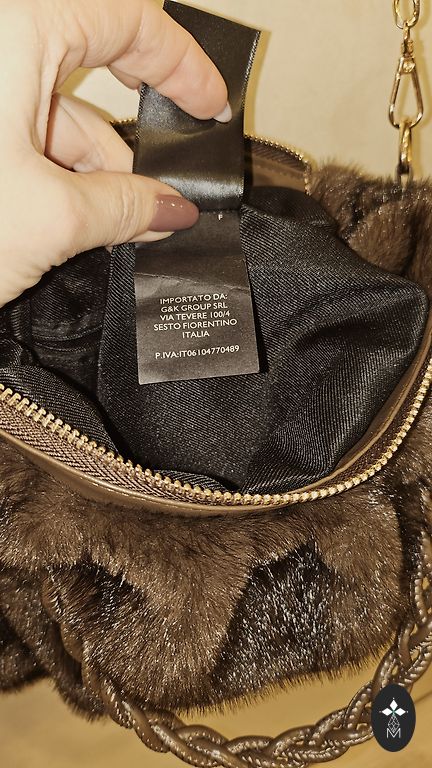 IMPORTATO DA:
G&K GROUP SRL
VIA TEVERE 100/4
SESTO FIORENTINO
ITALIA
P.IVA:IT06104770489
M